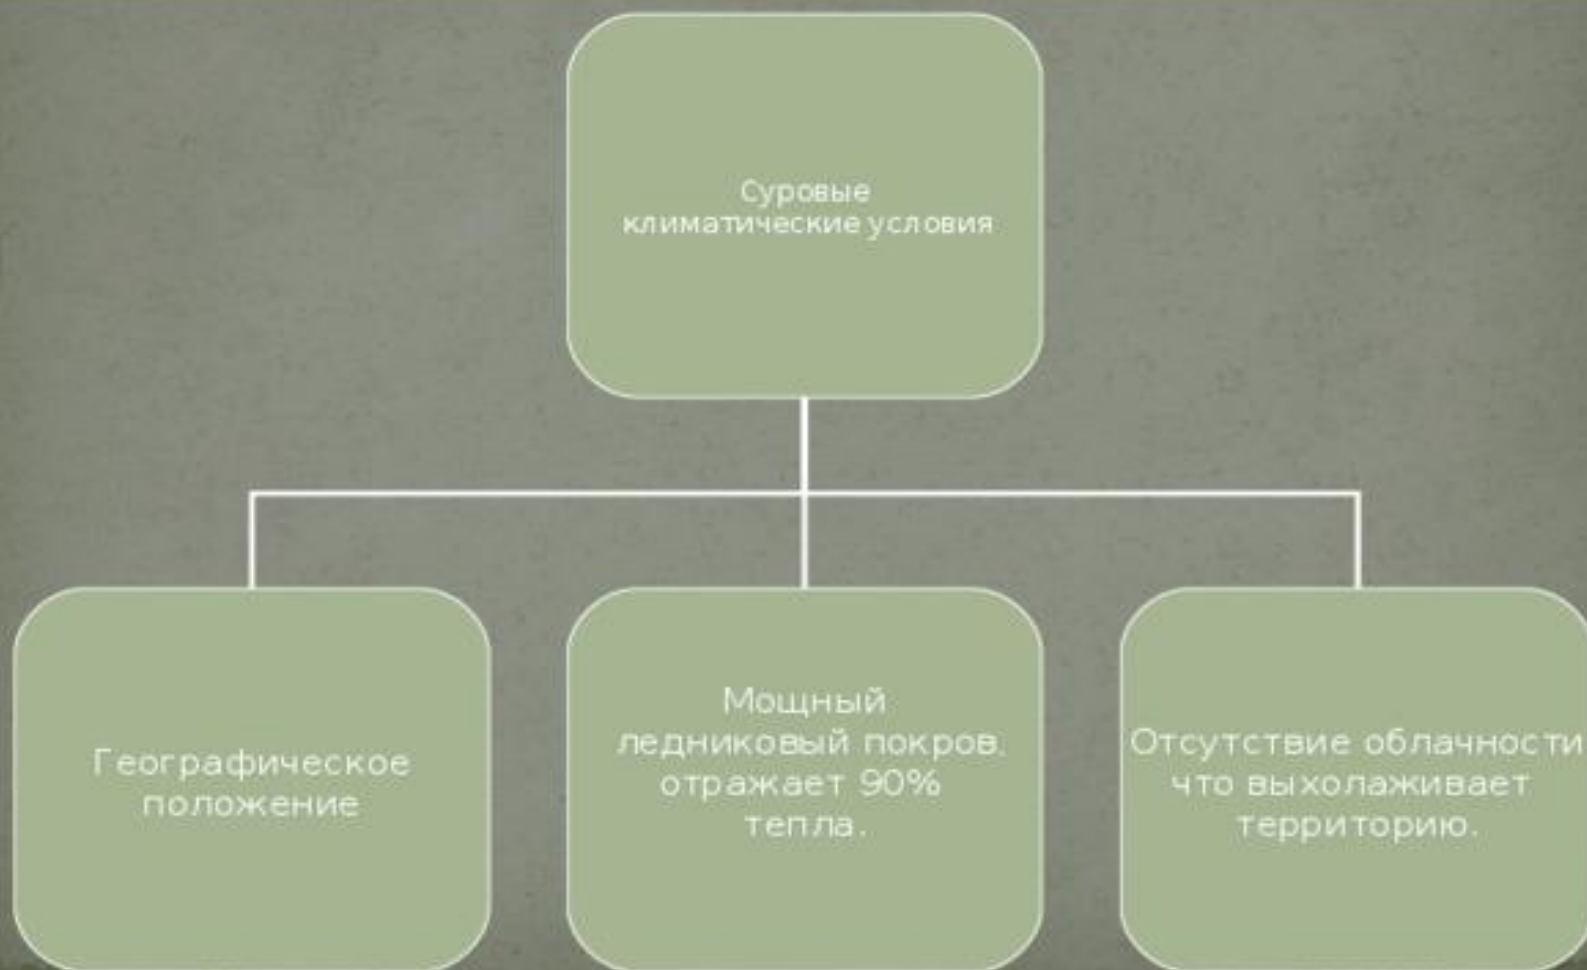 Суровые
климатические условия
Географическое
положение
Мощный
ледниковый покров.
отражает 90%
тепла.
Отсутствие облачности
что выхолаживает
территорию.